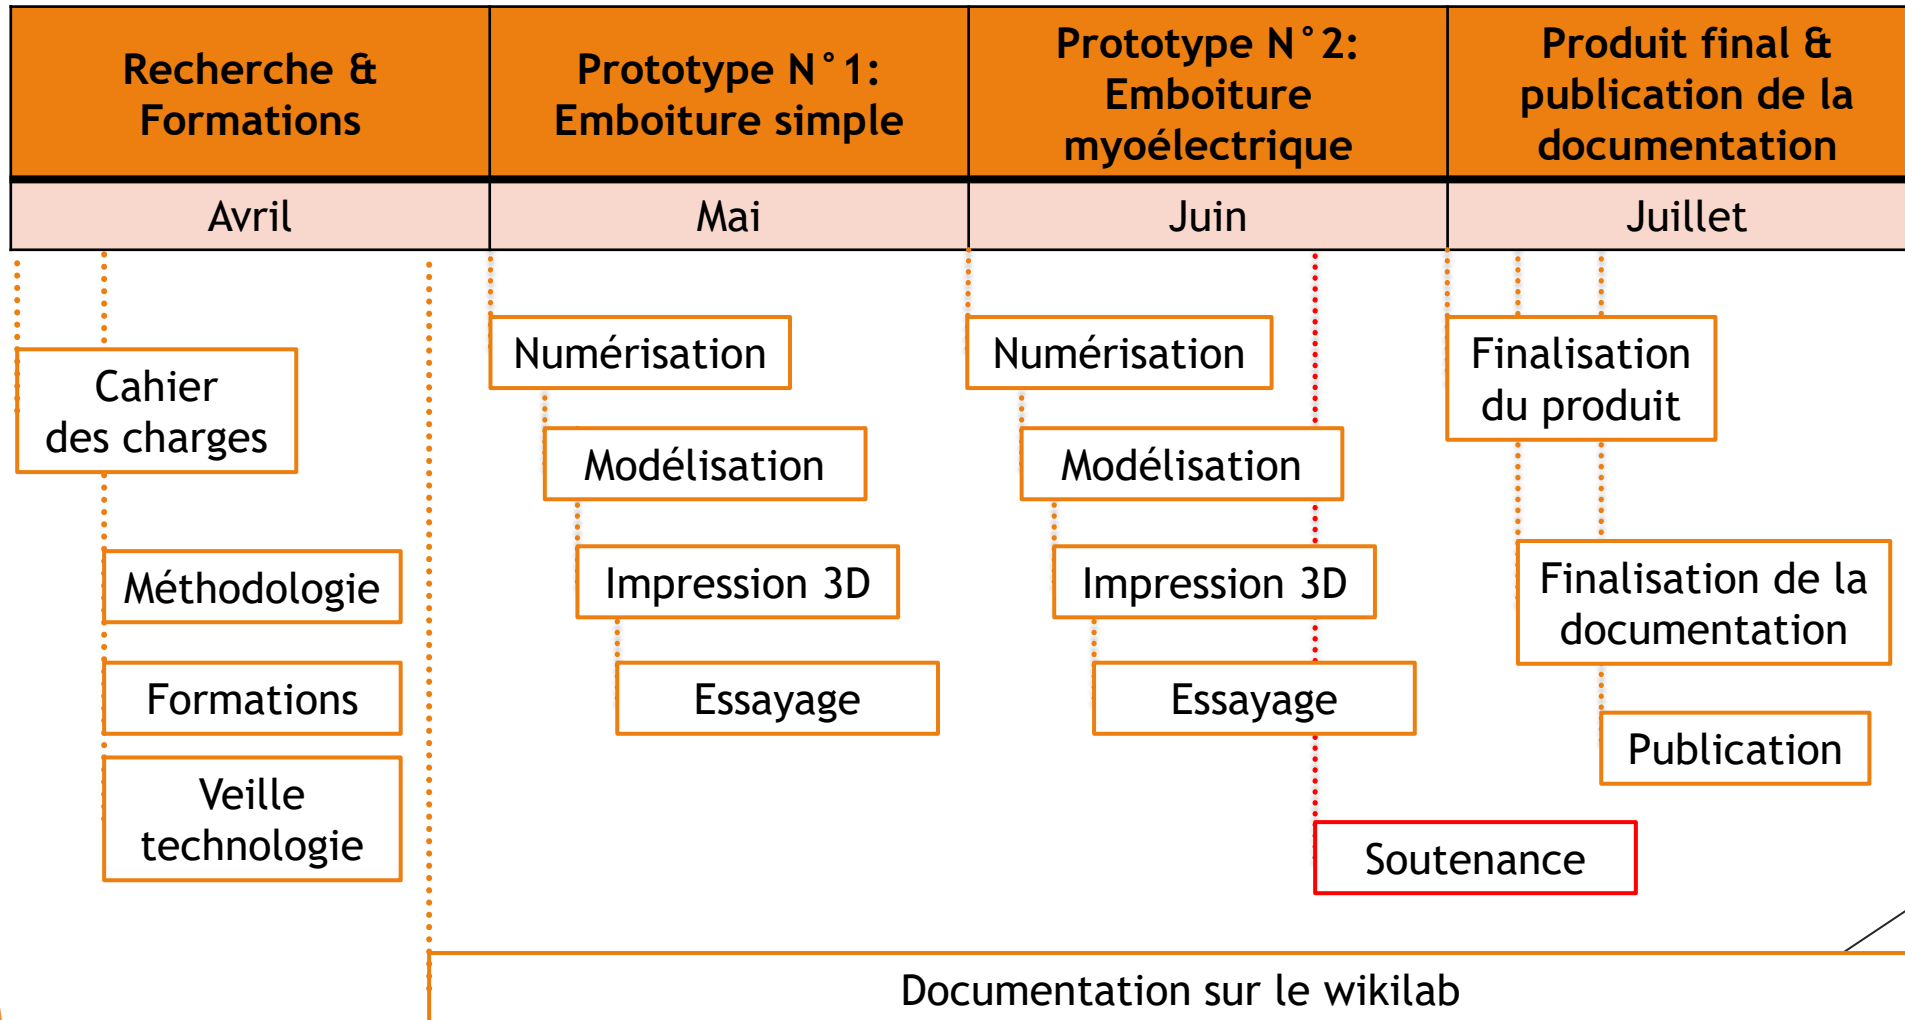 Recherche &
Formations
Prototype N°1:
Emboiture simple
Prototype N°2:
Emboiture
myoélectrique
Produit final &
publication de la
documentation
Avril
Mai
Juin
Juillet
Cahier
des charges
Méthodologie
Formations
Veille
technologie
Numérisation
Modélisation
Impression 3D
Essayage
Numérisation
Modélisation
Impression 3D
Essayage
Soutenance
Finalisation
du produit
Finalisation de la
documentation
Publication
Documentation sur le wikilab